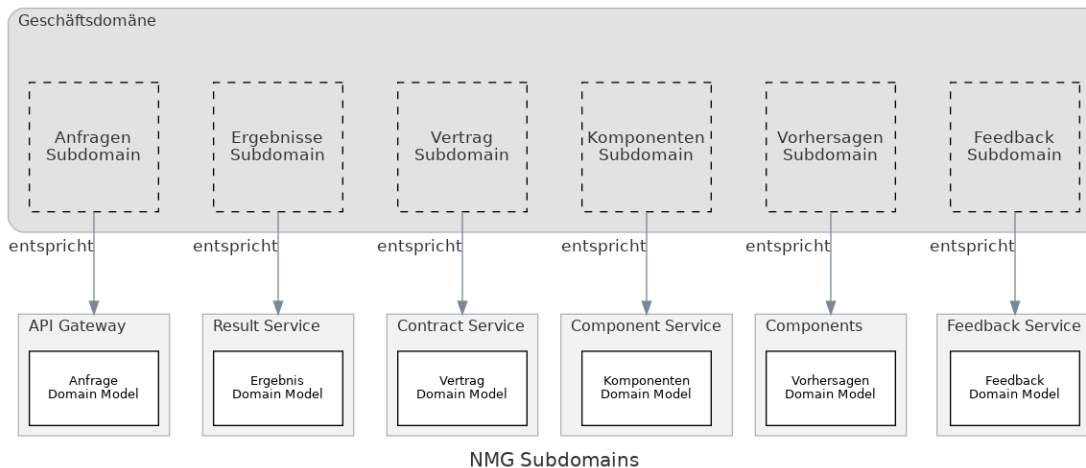 Geschäftsdomäne
Anfragen
Subdomain
Ergebnisse
Subdomain
Vertrag
Subdomain
Komponenten
Subdomain
Vorhersagen
Subdomain
Feedback
Subdomain
entspricht
entspricht
entspricht
entspricht
entspricht
entspricht
API Gateway
Anfrage
Domain Model
Result Service
Ergebnis
Domain Model
Contract Service
Vertrag
Domain Model
Component Service
Komponenten
Domain Model
Components
Vorhersagen
Domain Model
Feedback Service
Feedback
Domain Model
NMG Subdomains